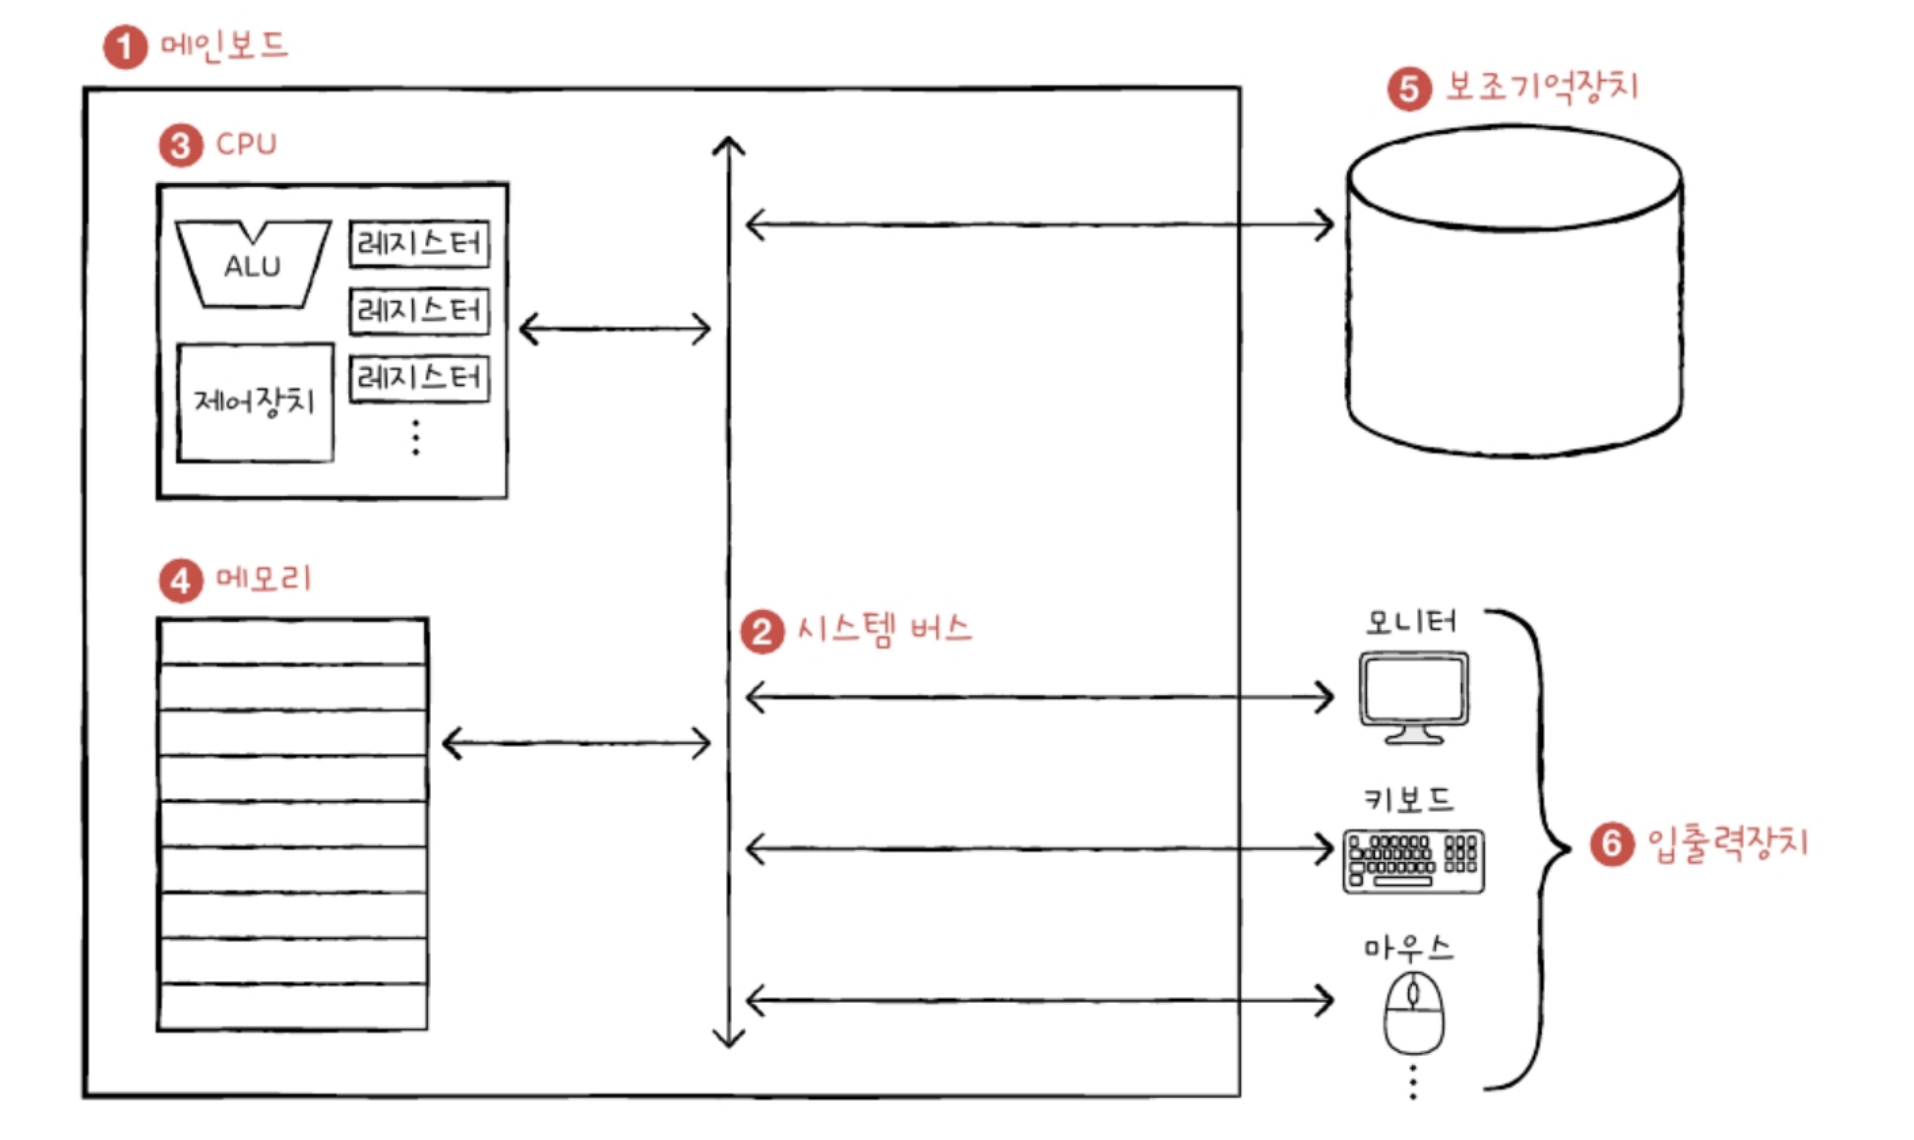 1 메인보드
3 CPU
ALU
레지스터
레지스터
레지스터
제어장치
4 메모리
2 시스템 버스
5 보조기억장치
모니터
키보드
마우스
6 입출력장치